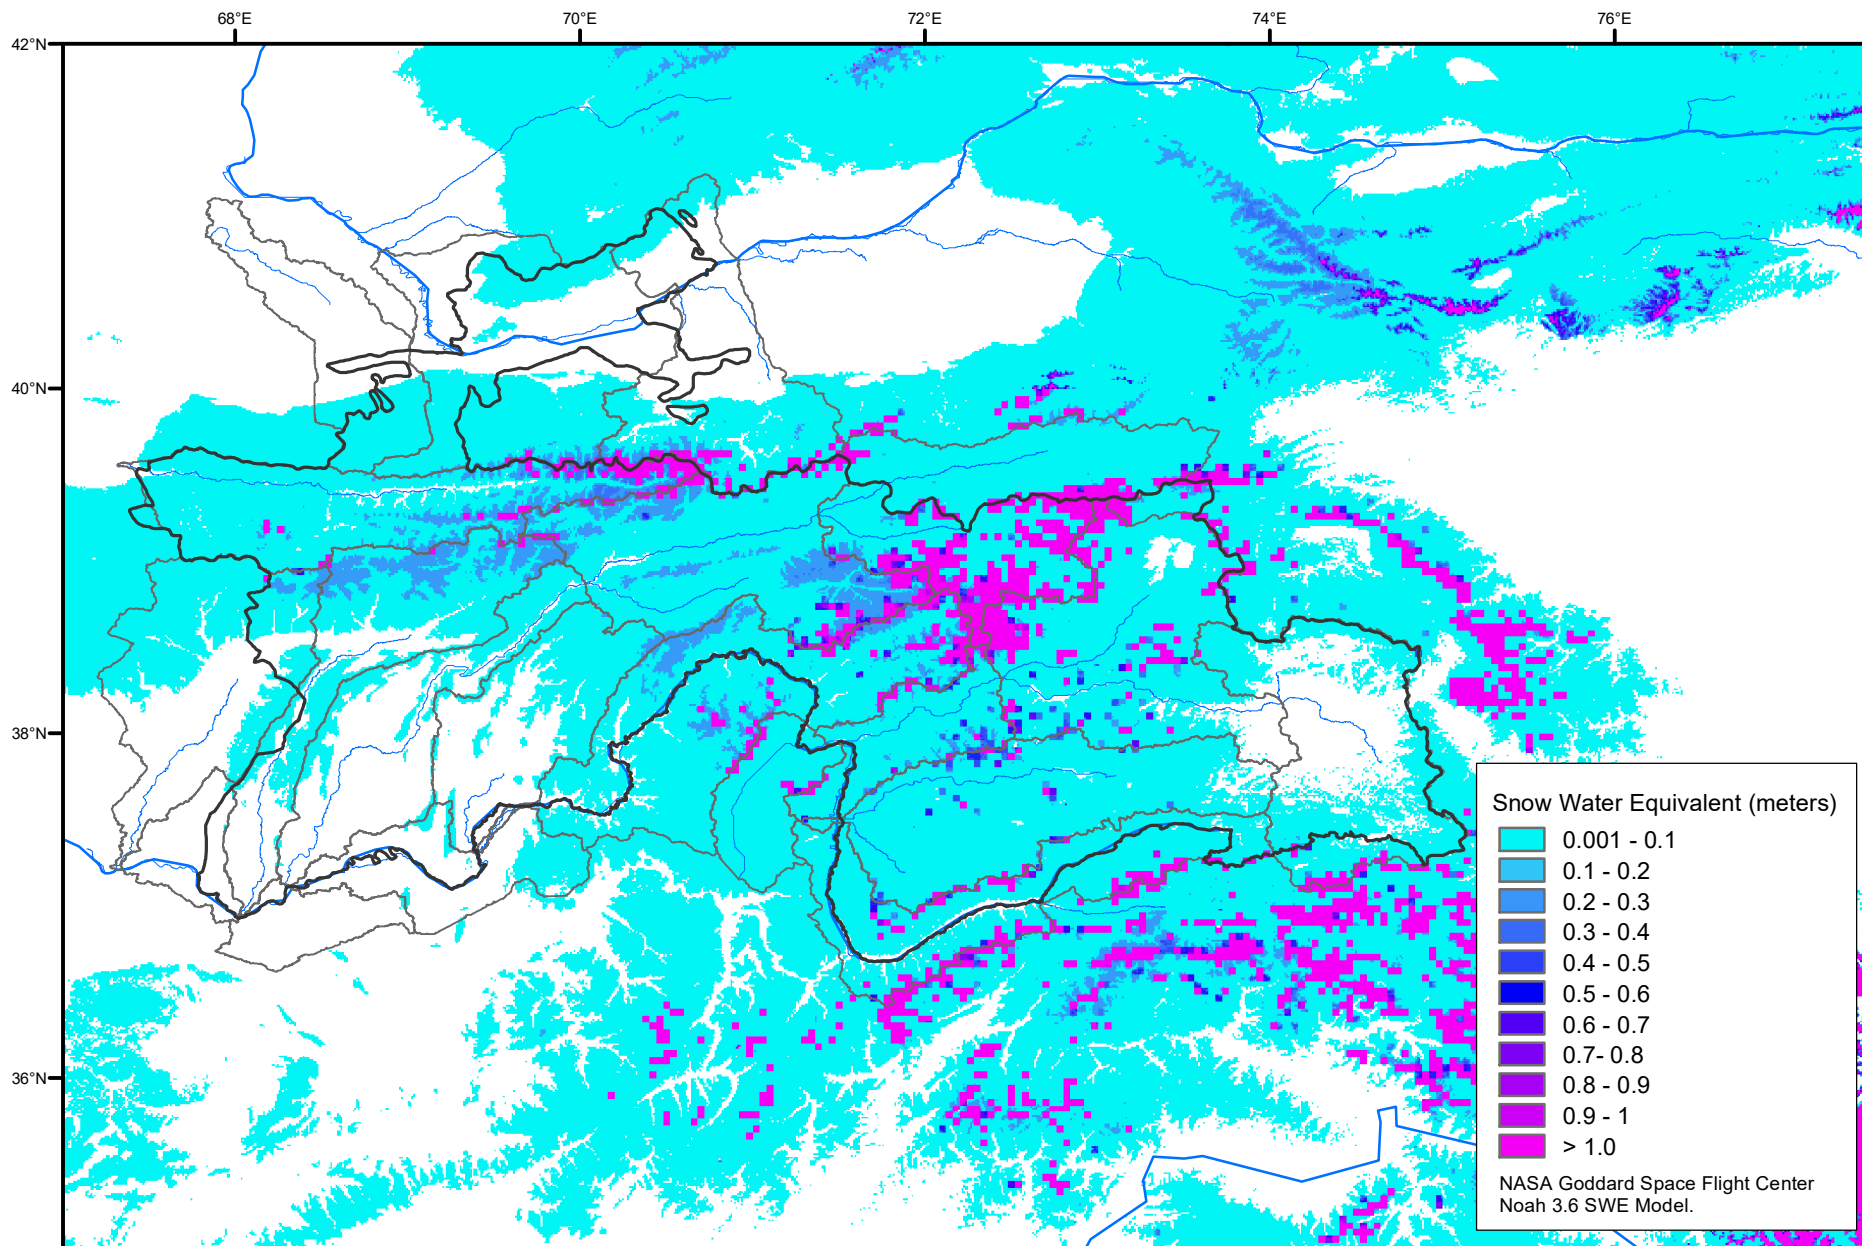 68°E
70°E
72°E
74°E
76°E
42°N
40°N
38°N
36°N
Snow Water Equivalent (meters)
0.001 - 0.1
0.1 - 0.2
0.2 - 0.3
0.3 - 0.4
0.4 - 0.5
0.5 - 0.6
0.6 - 0.7
0.7- 0.8
0.8 - 0.9
0.9 - 1
> 1.0
NASA Goddard Space Flight Center
Noah 3.6 SWE Model.